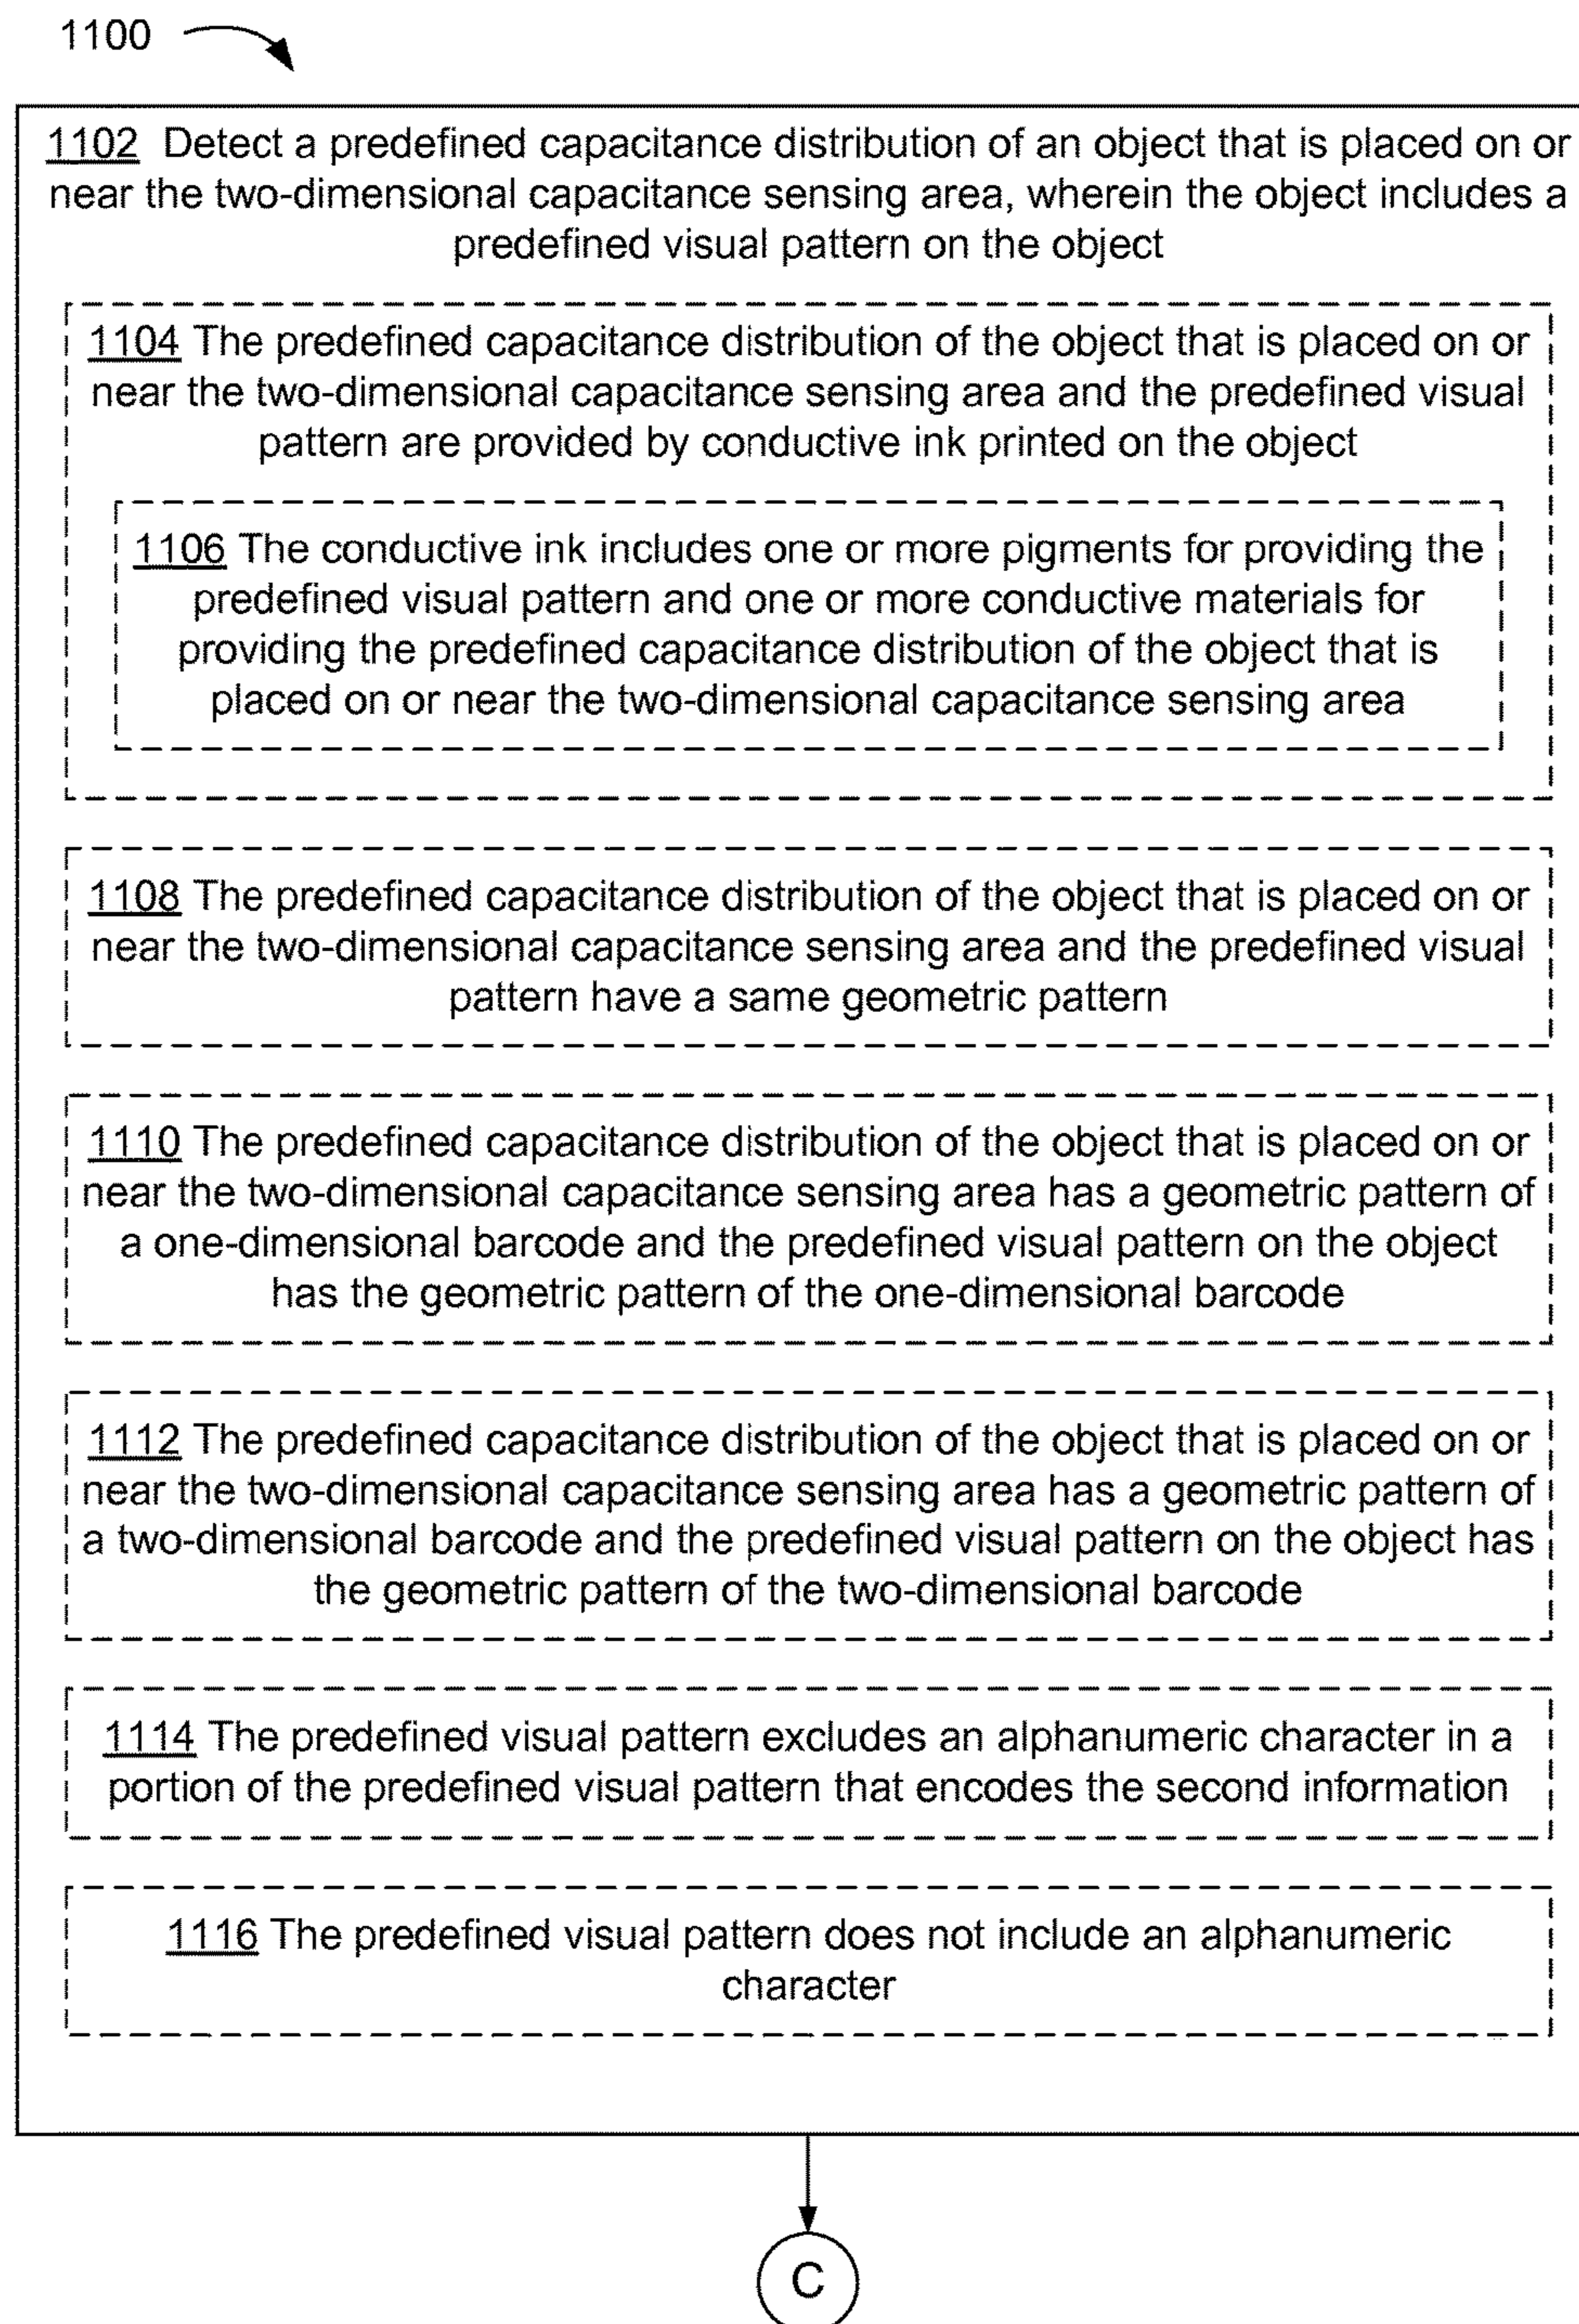 1100
1102 Detect a predefined capacitance distribution of an object that is placed on or
near the two-dimensional capacitance sensing area, wherein the object includes a
predefined visual pattern on the object
1104 The predefined capacitance distribution of the object that is placed on or
near the two-dimensional capacitance sensing area and the predefined visual
pattern are provided by conductive ink printed on the object
1106 The conductive ink includes one or more pigments for providing the
predefined visual pattern and one or more conductive materials for
providing the predefined capacitance distribution of the object that is
placed on or near the two-dimensional capacitance sensing area
1108 The predefined capacitance distribution of the object that is placed on or
near the two-dimensional capacitance sensing area and the predefined visual
pattern have a same geometric pattern
1110 The predefined capacitance distribution of the object that is placed on or
near the two-dimensional capacitance sensing area has a geometric pattern of
a one-dimensional barcode and the predefined visual pattern on the object
has the geometric pattern of the one-dimensional barcode
1112 The predefined capacitance distribution of the object that is placed on or
near the two-dimensional capacitance sensing area has a geometric pattern of
a two-dimensional barcode and the predefined visual pattern on the object has
the geometric pattern of the two-dimensional barcode
1114 The predefined visual pattern excludes an alphanumeric character in a
portion of the predefined visual pattern that encodes the second information
1116 The predefined visual pattern does not include an alphanumeric
character
C